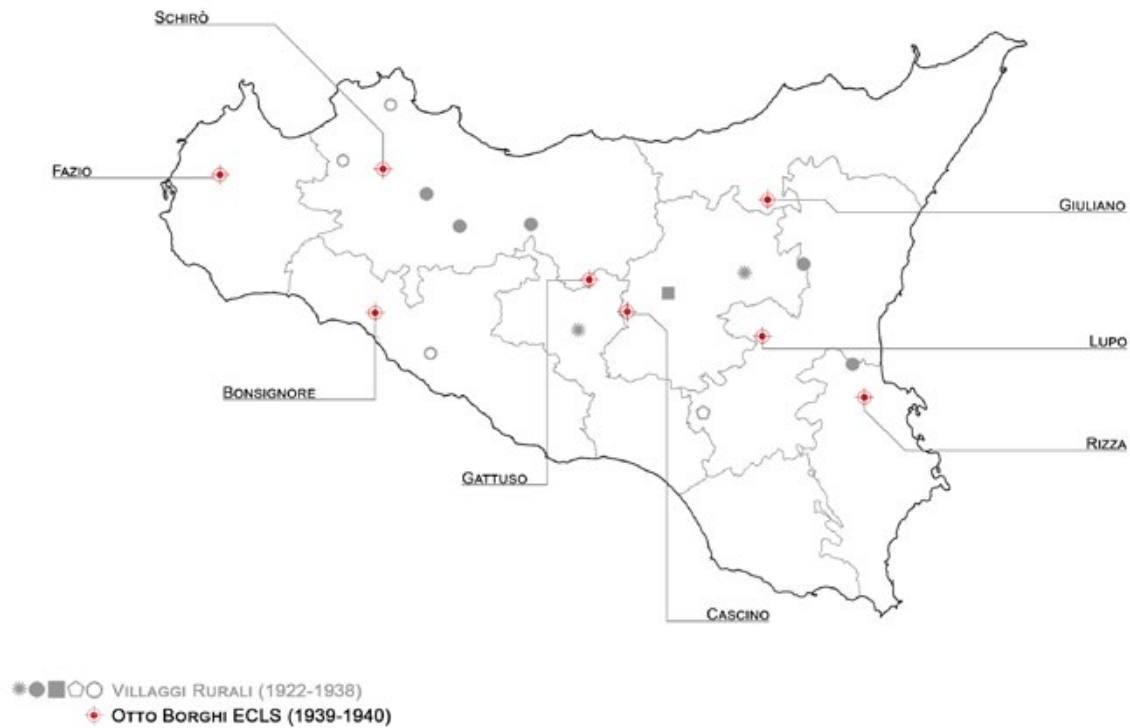 SCHIRÒ
FAZIO
GIULIANO
LUPO
BONSIGNORE
RIZZA
GATTUSO
CASCINO
VILLAGGI RURALI (1922-1938)
OTTO BORGHI ECLS (1939-1940)